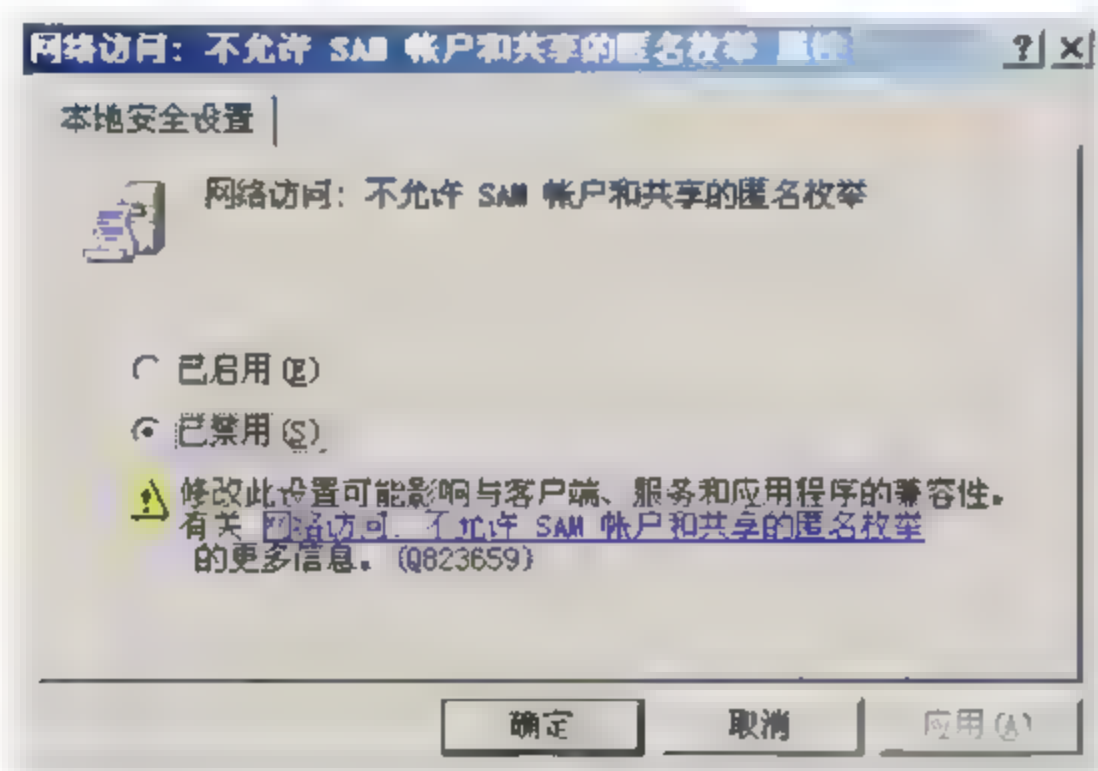 网络访问: 不允许 SAM 帐户和共享的匿名枚举 属性 ? ×
本地安全设置
网络访问: 不允许 SAM 帐户和共享的匿名枚举
已启用(E)
已禁用(S)
修改此设置可能影响与客户端、服务和应用程序的兼容性。
有关 网络访问: 不允许 SAM 帐户和共享的匿名枚举
的更多信息。(Q823659)
确定 取消 应用(A)